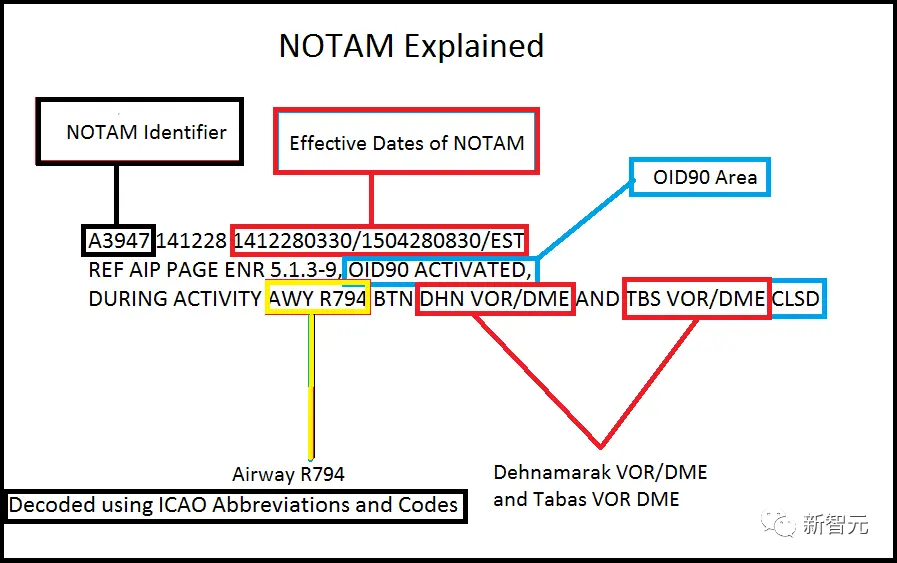 NOTAM Explained
NOTAM Identifier
Effective Dates of NOTAM
OID90 Area
A3947 141228 1412280330/1504280830/EST
REF AIP PAGE ENR 5.1.3-9, OID90 ACTIVATED,
DURING ACTIVITY AWY R794 BTN DHN VOR/DME AND TBS VOR/DME CLSD
Airway R794
Decoded using ICAO Abbreviations and Codes
Dehnamarak VOR/DME
and Tabas VOR DME
新智元